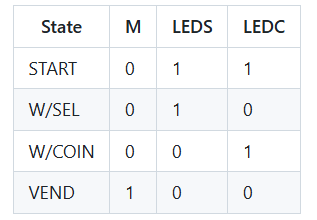 State M LEDS LEDC
START 0 1 1
W/SEL 0 1 0
W/COIN 0 0 1
VEND 1 0 0